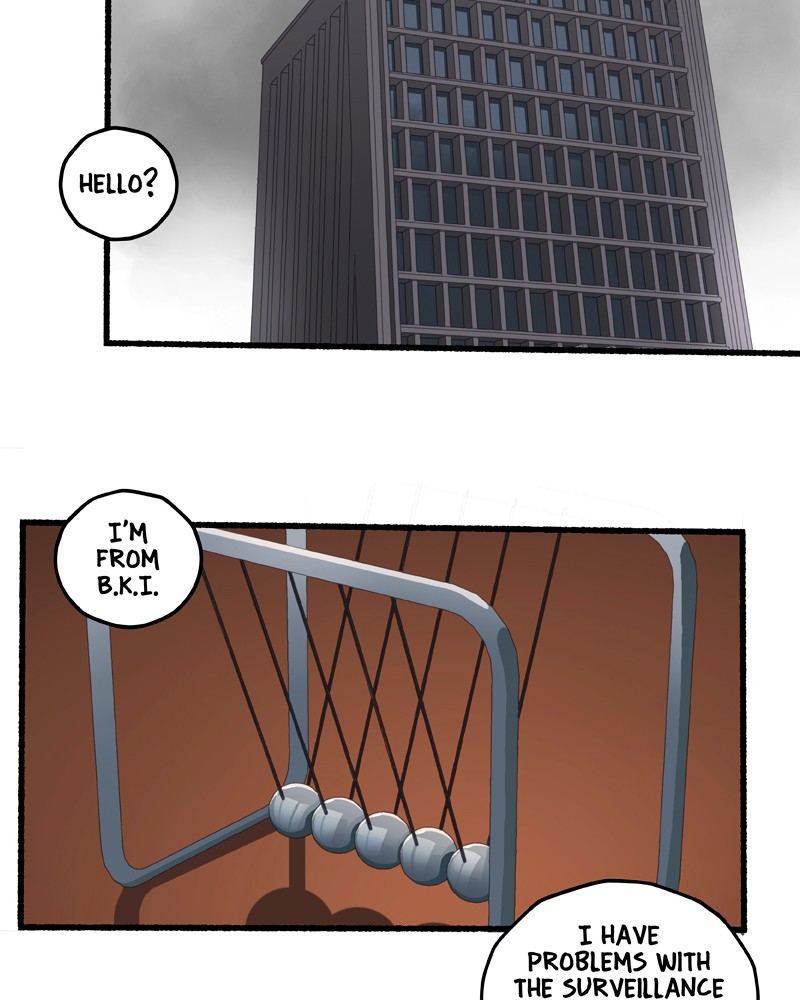 HELLO?
I'M
FROM
B.K.I.
I HAVE
PROBLEMS WITH
THE SURVEILLANCE